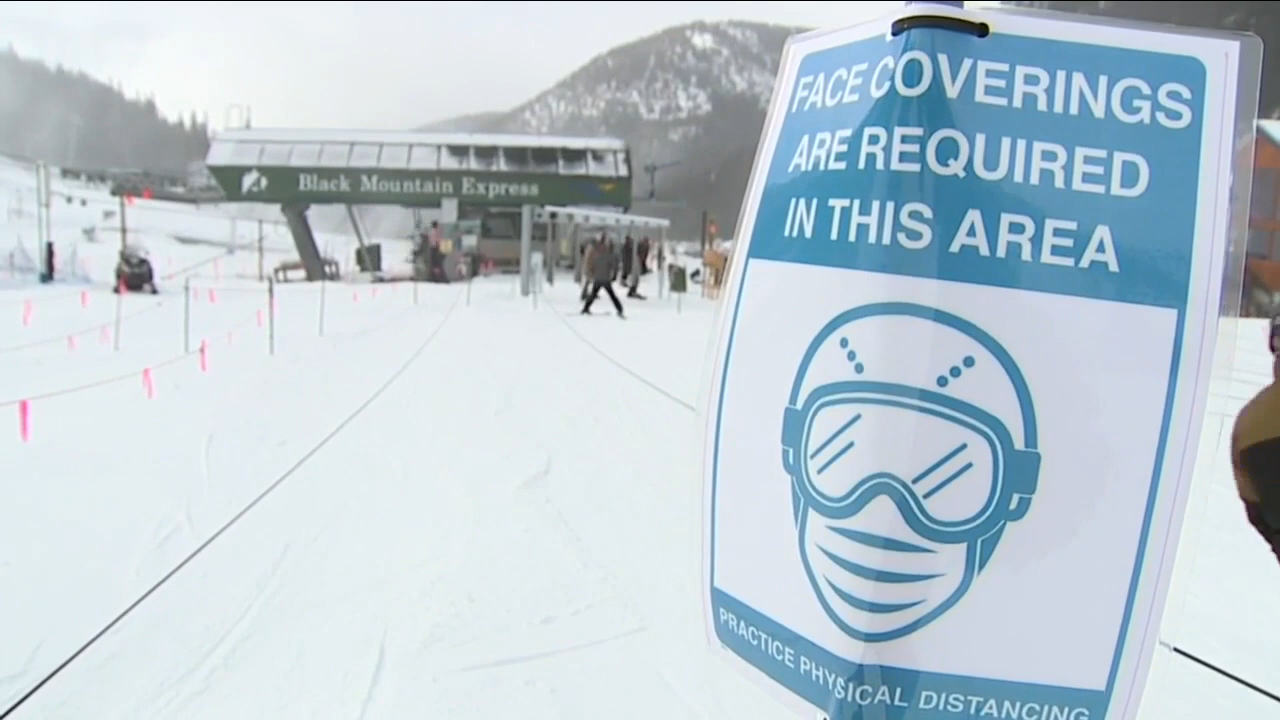 Black Mountain Express
FACE COVERINGS
ARE REQUIRED
IN THIS AREA
PRACTICE PHYSICAL DISTANCING